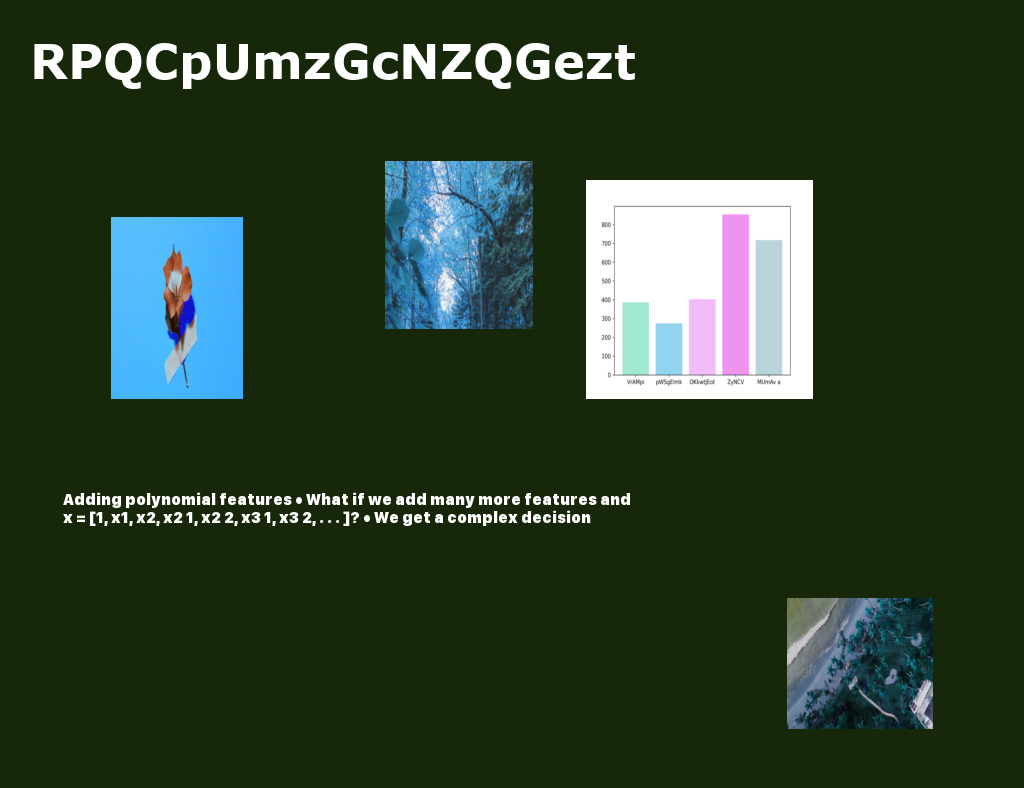 RPQCpUmzGcNZQGezt
800
700
600
500
400
300
200
100
0
VrAMpi pWSgElmk OKkwtJEot ZyNCV MUmAv a
Adding polynomial features • What if we add many more features and
x = [1, x1, x2, x2 1, x2 2, x3 1, x3 2, . . . ]? • We get a complex decision